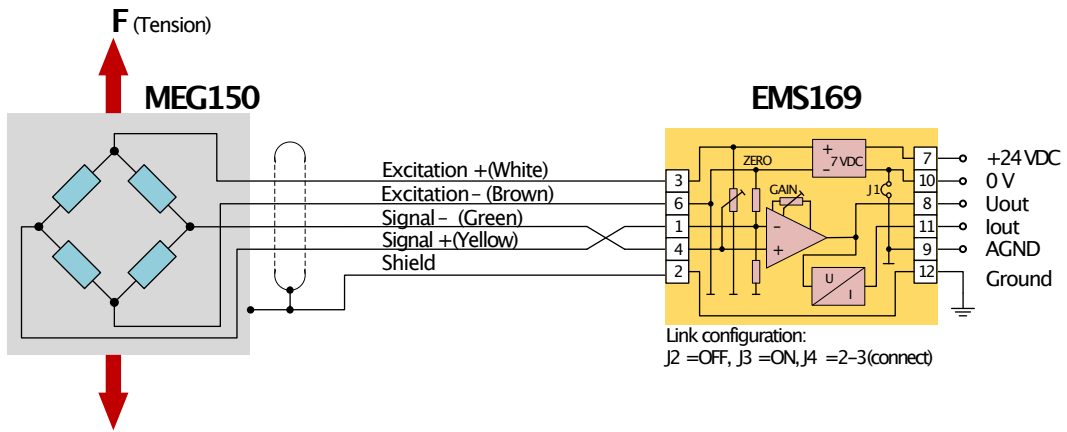 F (Tension)
MEG150
EMS169
Excitation +(White)
Excitation – (Brown)
Signal – (Green)
Signal +(Yellow)
Shield
3
6
1
4
2
ZERO
GAIN
+
7 VDC
–
J1
–
+
U
I
7
10
8
11
9
12
+24 VDC
0 V
Uout
Iout
AGND
Ground
Link configuration:
J2 =OFF, J3 =ON, J4 =2–3(connect)